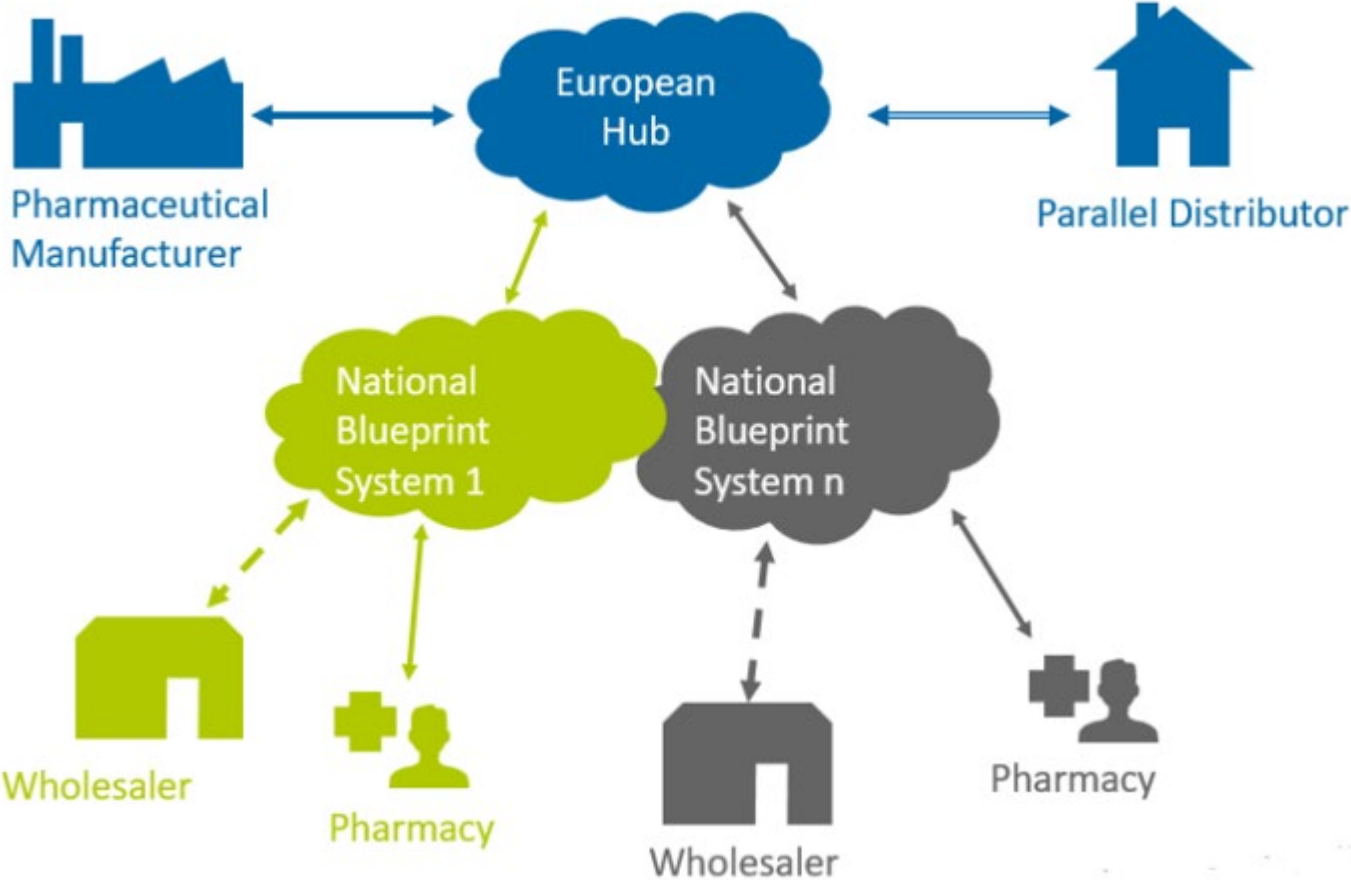 European
Hub
Pharmaceutical
Manufacturer
Parallel Distributor
National
Blueprint
System 1
National
Blueprint
System n
Wholesaler
Pharmacy
Wholesaler
Pharmacy